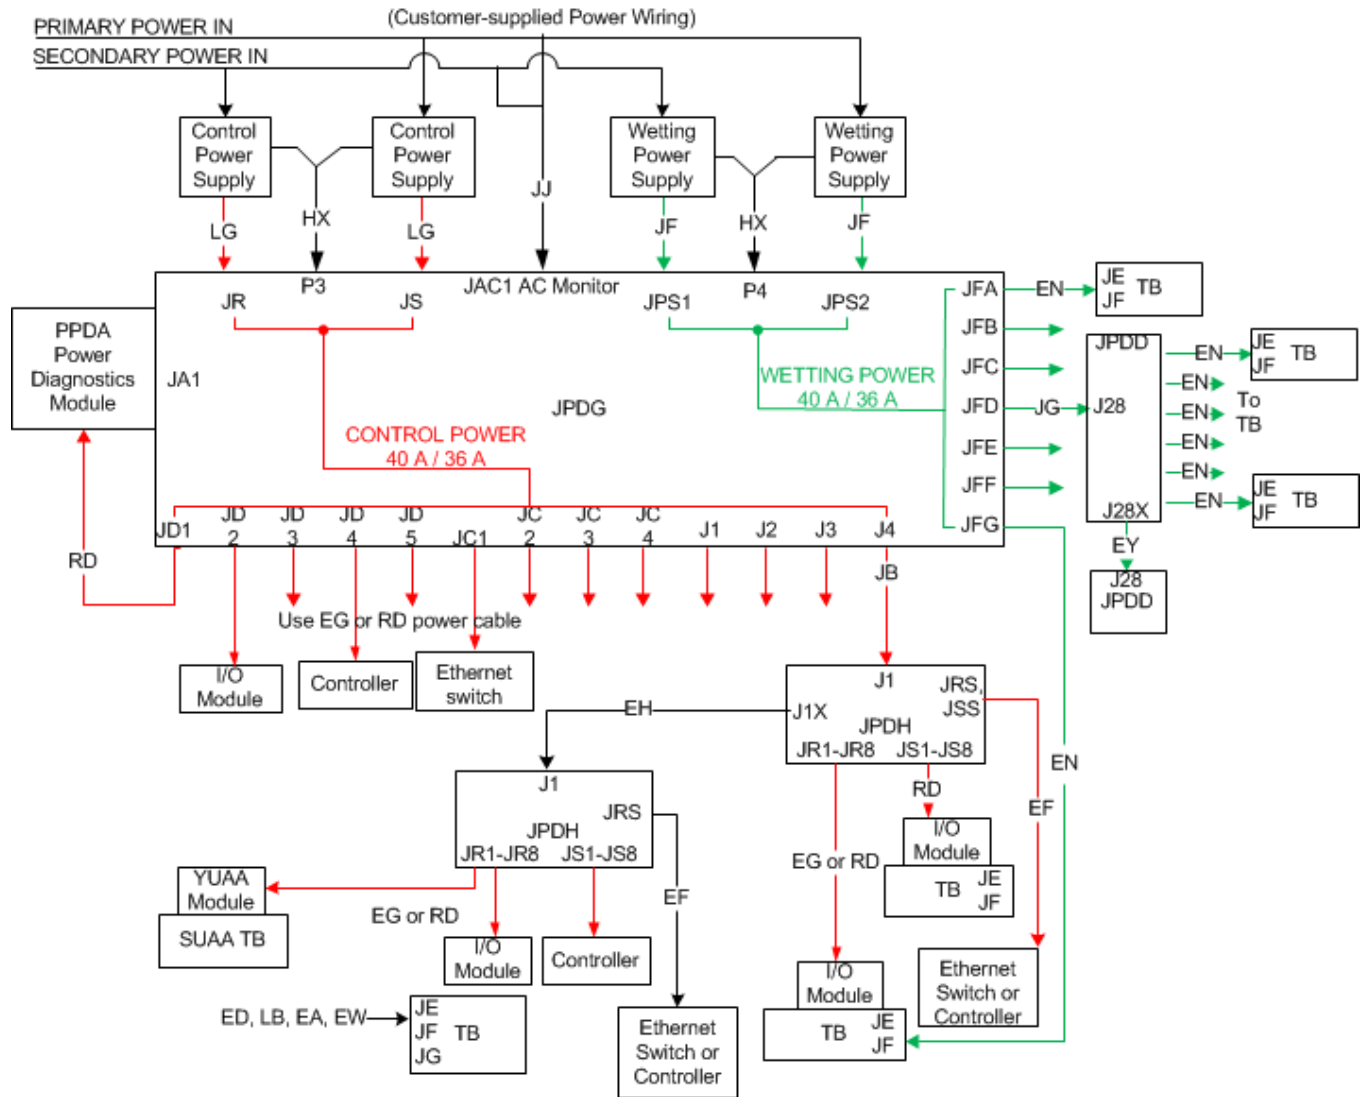 (Customer-supplied Power Wiring)
PRIMARY POWER IN
SECONDARY POWER IN
Control
Power
Supply
Control
Power
Supply
Wetting
Power
Supply
Wetting
Power
Supply
LG
HX
LG
JJ
JF
HX
JF
JR
P3
JS
JAC1 AC Monitor
JPS1
P4
JPS2
PPDA
Power
Diagnostics
Module
JA1
JPDG
CONTROL POWER
40 A / 36 A
WETTING POWER
40 A / 36 A
JFA
JFB
JFC
JFD
JFE
JFF
JFG
EN
JE
JF
TB
JG
JPDD
J28
J28X
EN
EN
EN
EN
EN
EN
JE
JF
TB
To
TB
JE
JF
TB
EY
J28
JPDD
JD1
JD
2
JD
3
JD
4
JD
5
JC1
JC
2
JC
3
JC
4
J1
J2
J3
J4
RD
JB
Use EG or RD power cable
I/O
Module
Controller
Ethernet
switch
J1
J1X
JRS,
JSS
JPDH
JR1-JR8
JS1-JS8
EH
EN
RD
EF
J1
JRS
JPDH
JR1-JR8
JS1-JS8
I/O
Module
TB
JE
JF
EG or RD
YUAA
Module
SUAA TB
EG or RD
EF
I/O
Module
Controller
I/O
Module
TB
JE
JF
Ethernet
Switch or
Controller
ED, LB, EA, EW
JE
JF
JG
TB
Ethernet
Switch or
Controller